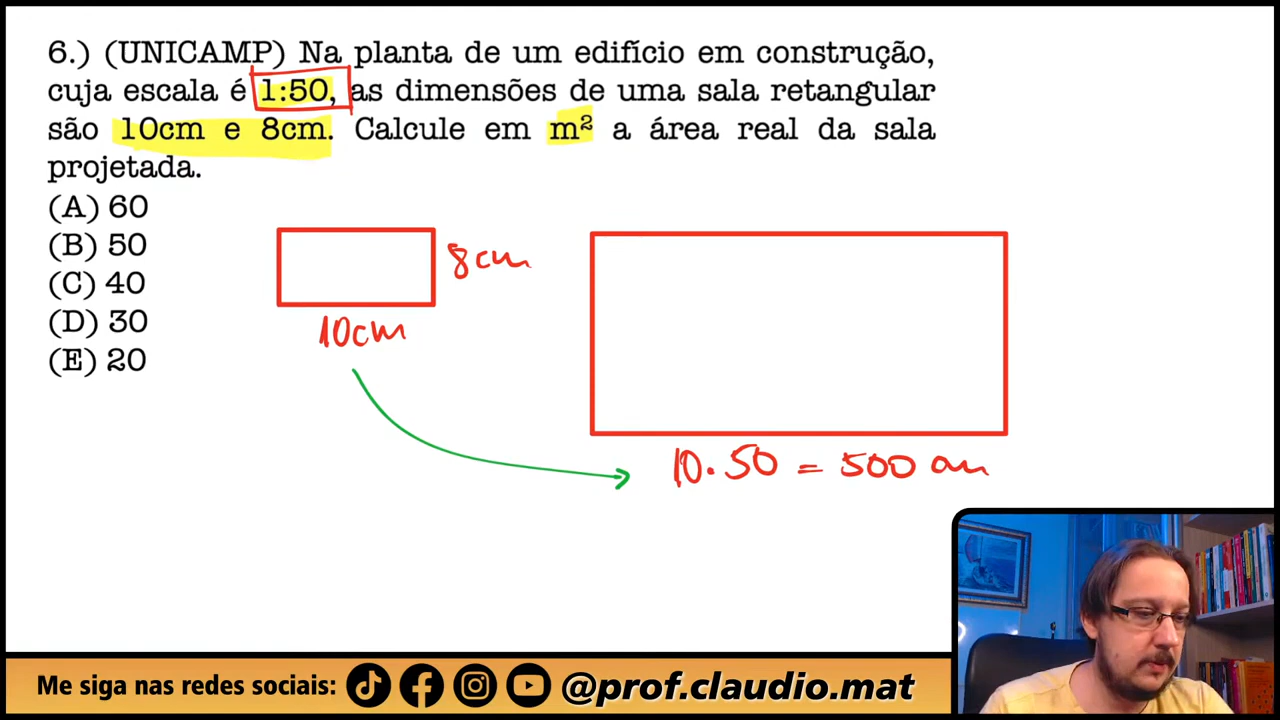 6.) (UNICAMP) Na planta de um edifício em construção,
cuja escala é 1:50, as dimensões de uma sala retangular
são 10cm e 8cm. Calcule em m² a área real da sala
projetada.
(A) 60
(B) 50
(C) 40
(D) 30
(E) 20
8cm
10cm
10.50 = 500 cm
Me siga nas redes sociais: @prof.claudio.mat